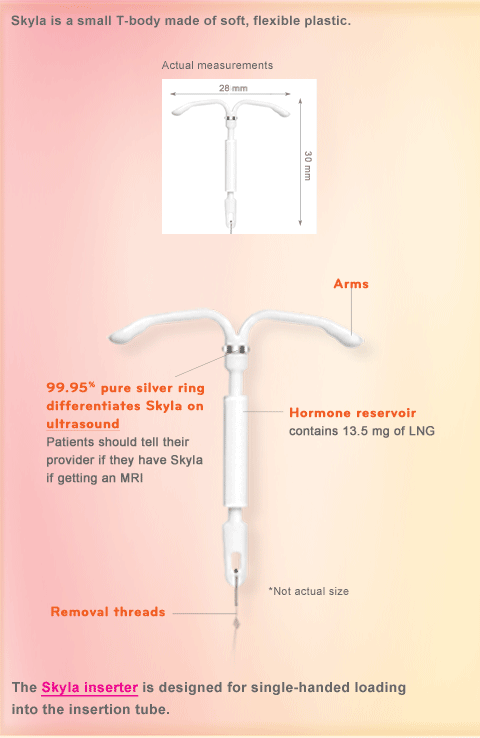 Skyla is a small T-body made of soft, flexible plastic.
Actual measurements
28 mm
30 mm
Arms
99.95% pure silver ring
differentiates Skyla on
ultrasound
Patients should tell their
provider if they have Skyla
if getting an MRI
Hormone reservoir
contains 13.5 mg of LNG
*Not actual size
Removal threads
The Skyla inserter is designed for single-handed loading
into the insertion tube.